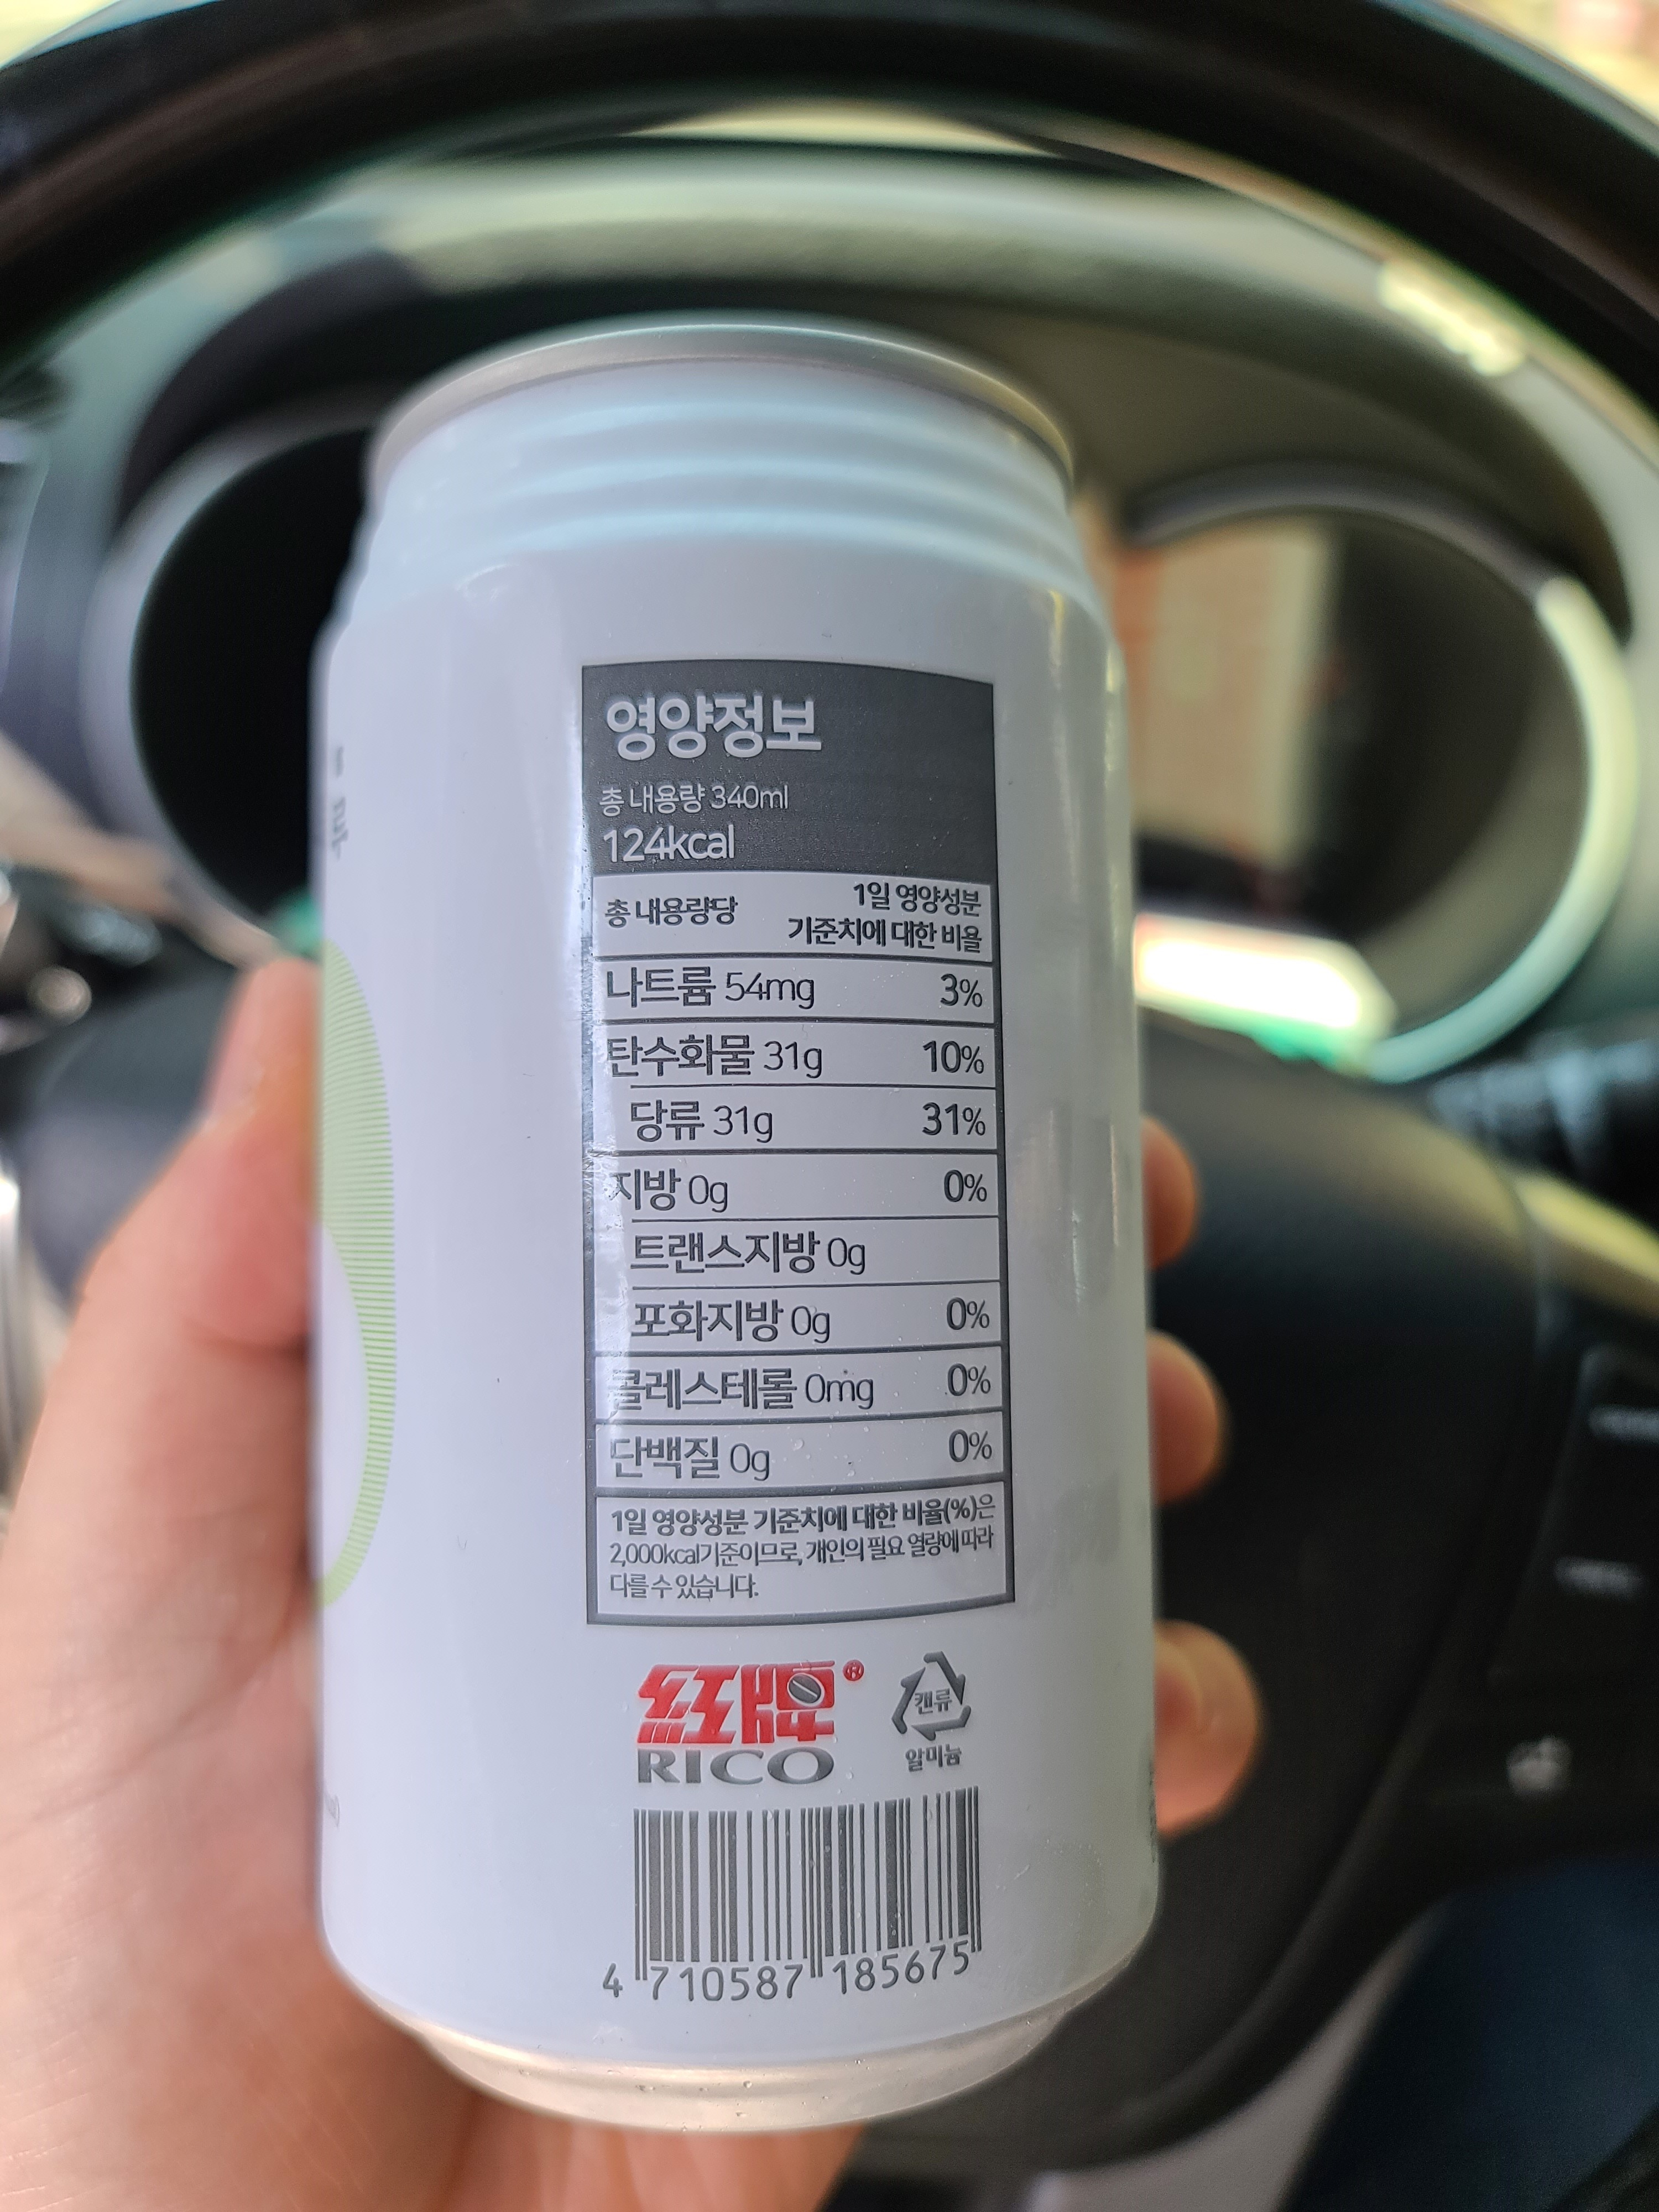 영양정보
총 내용량 340ml
124kcal
총 내용량당 1일 영양성분
기준치에 대한 비율
나트륨 54mg 3%
탄수화물 31g 10%
당류 31g 31%
지방 0g 0%
트랜스지방 0g
포화지방 0g 0%
콜레스테롤 0mg 0%
단백질 0g 0%
1일 영양성분 기준치에 대한 비율(%)은
2,000kcal기준이므로, 개인의 필요 열량에 따라
다를 수 있습니다.
紅牌®
RICO
캔류
알미늄
4 710587 185675